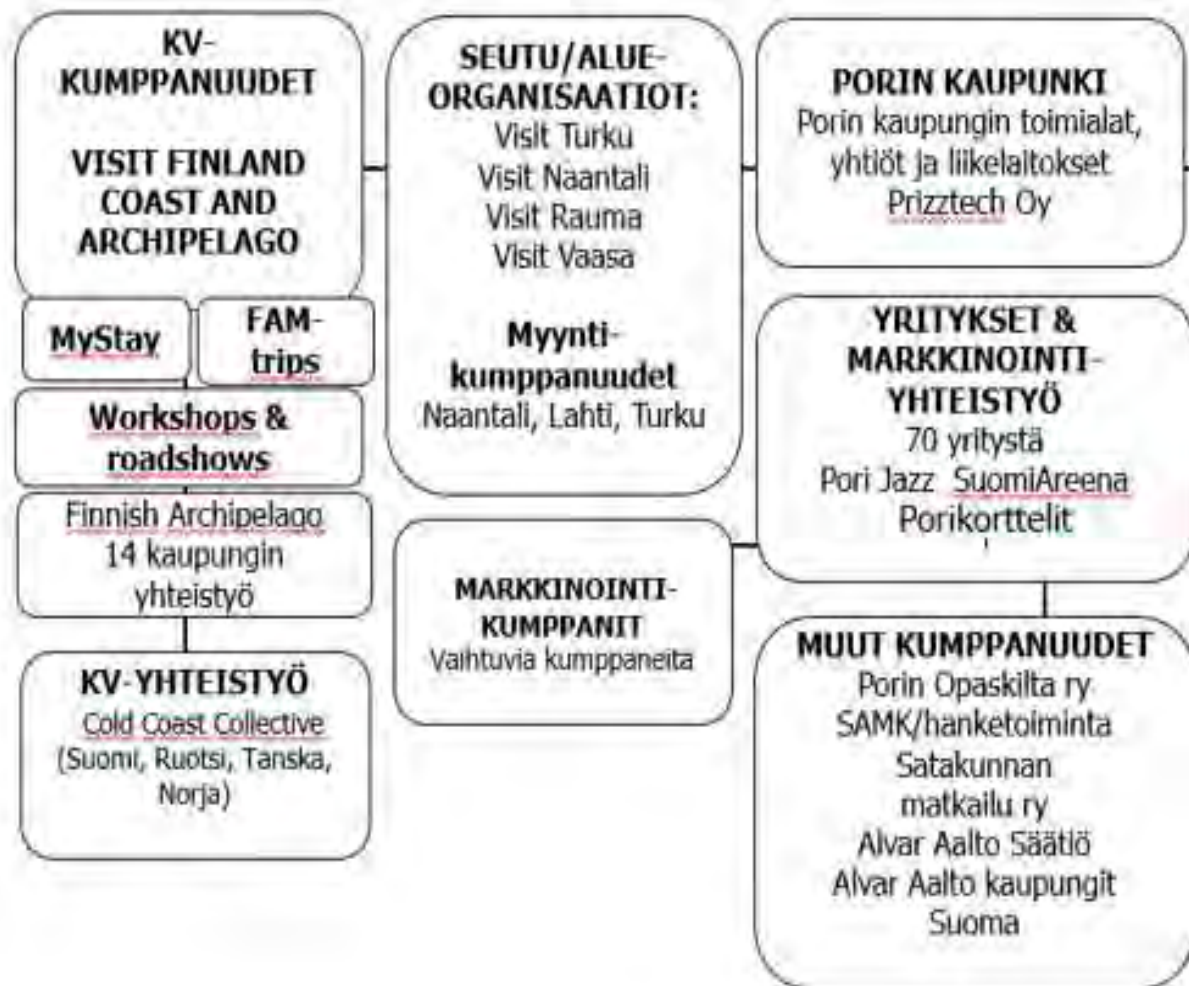 KV-
KUMPPANUUDET
VISIT FINLAND
COAST AND
ARCHIPELAGO
MyStay
FAM-
trips
Workshops &
roadshows
Finnish Archipelago
14 kaupungin
yhteistyö
KV-YHTEISTYÖ
Cold Coast Collective
(Suomi, Ruotsi, Tanska,
Norja)
SEUTU/ALUE-
ORGANISAATIOT:
Visit Turku
Visit Naantali
Visit Rauma
Visit Vaasa
Myynti-
kumppanuudet
Naantali, Lahti, Turku
MARKKINOINTI-
KUMPPANIT
Vaihtuvia kumppaneita
PORIN KAUPUNKI
Porin kaupungin toimialat,
yhtiöt ja liikelaitokset
Prizztech Oy
YRITYKSET &
MARKKINOINTI-
YHTEISTYÖ
70 yritystä
Pori Jazz SuomiAreena
Porikorttelit
MUUT KUMPPANUUDET
Porin Opaskilta ry
SAMK/hanketoiminta
Satakunnan
matkailu ry
Alvar Aalto Säätiö
Alvar Aalto kaupungit
Suoma